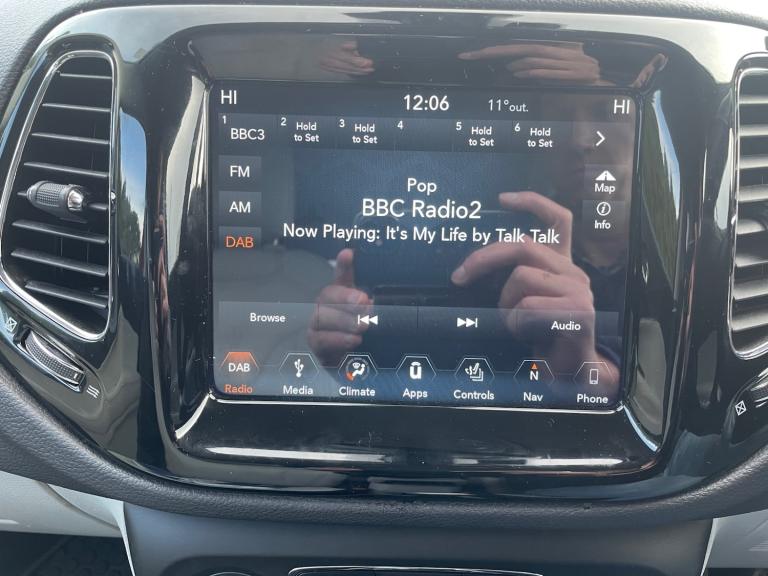 HI 12:06 11°out. HI
1 BBC3 2 Hold to Set 3 Hold to Set 4 5 Hold to Set 6 Hold to Set
FM
AM
DAB
Pop
BBC Radio2
Now Playing: It's My Life by Talk Talk
Map
i
Info
Browse
Audio
DAB N
Radio Media Climate Apps Controls Nav Phone